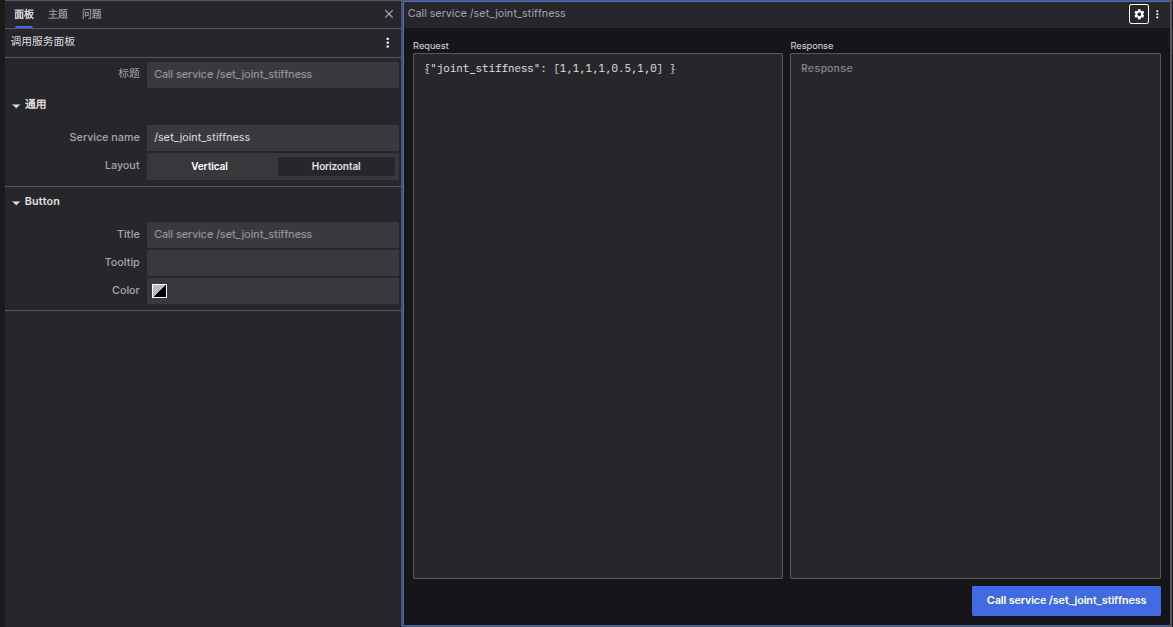 面板 主题 问题
调用服务面板
标题 Call service /set_joint_stiffness
通用
Service name /set_joint_stiffness
Layout Vertical Horizontal
Button
Title Call service /set_joint_stiffness
Tooltip
Color
Call service /set_joint_stiffness
Request
{"joint_stiffness": [1,1,1,1,0.5,1,0] }
Response
Response
Call service /set_joint_stiffness